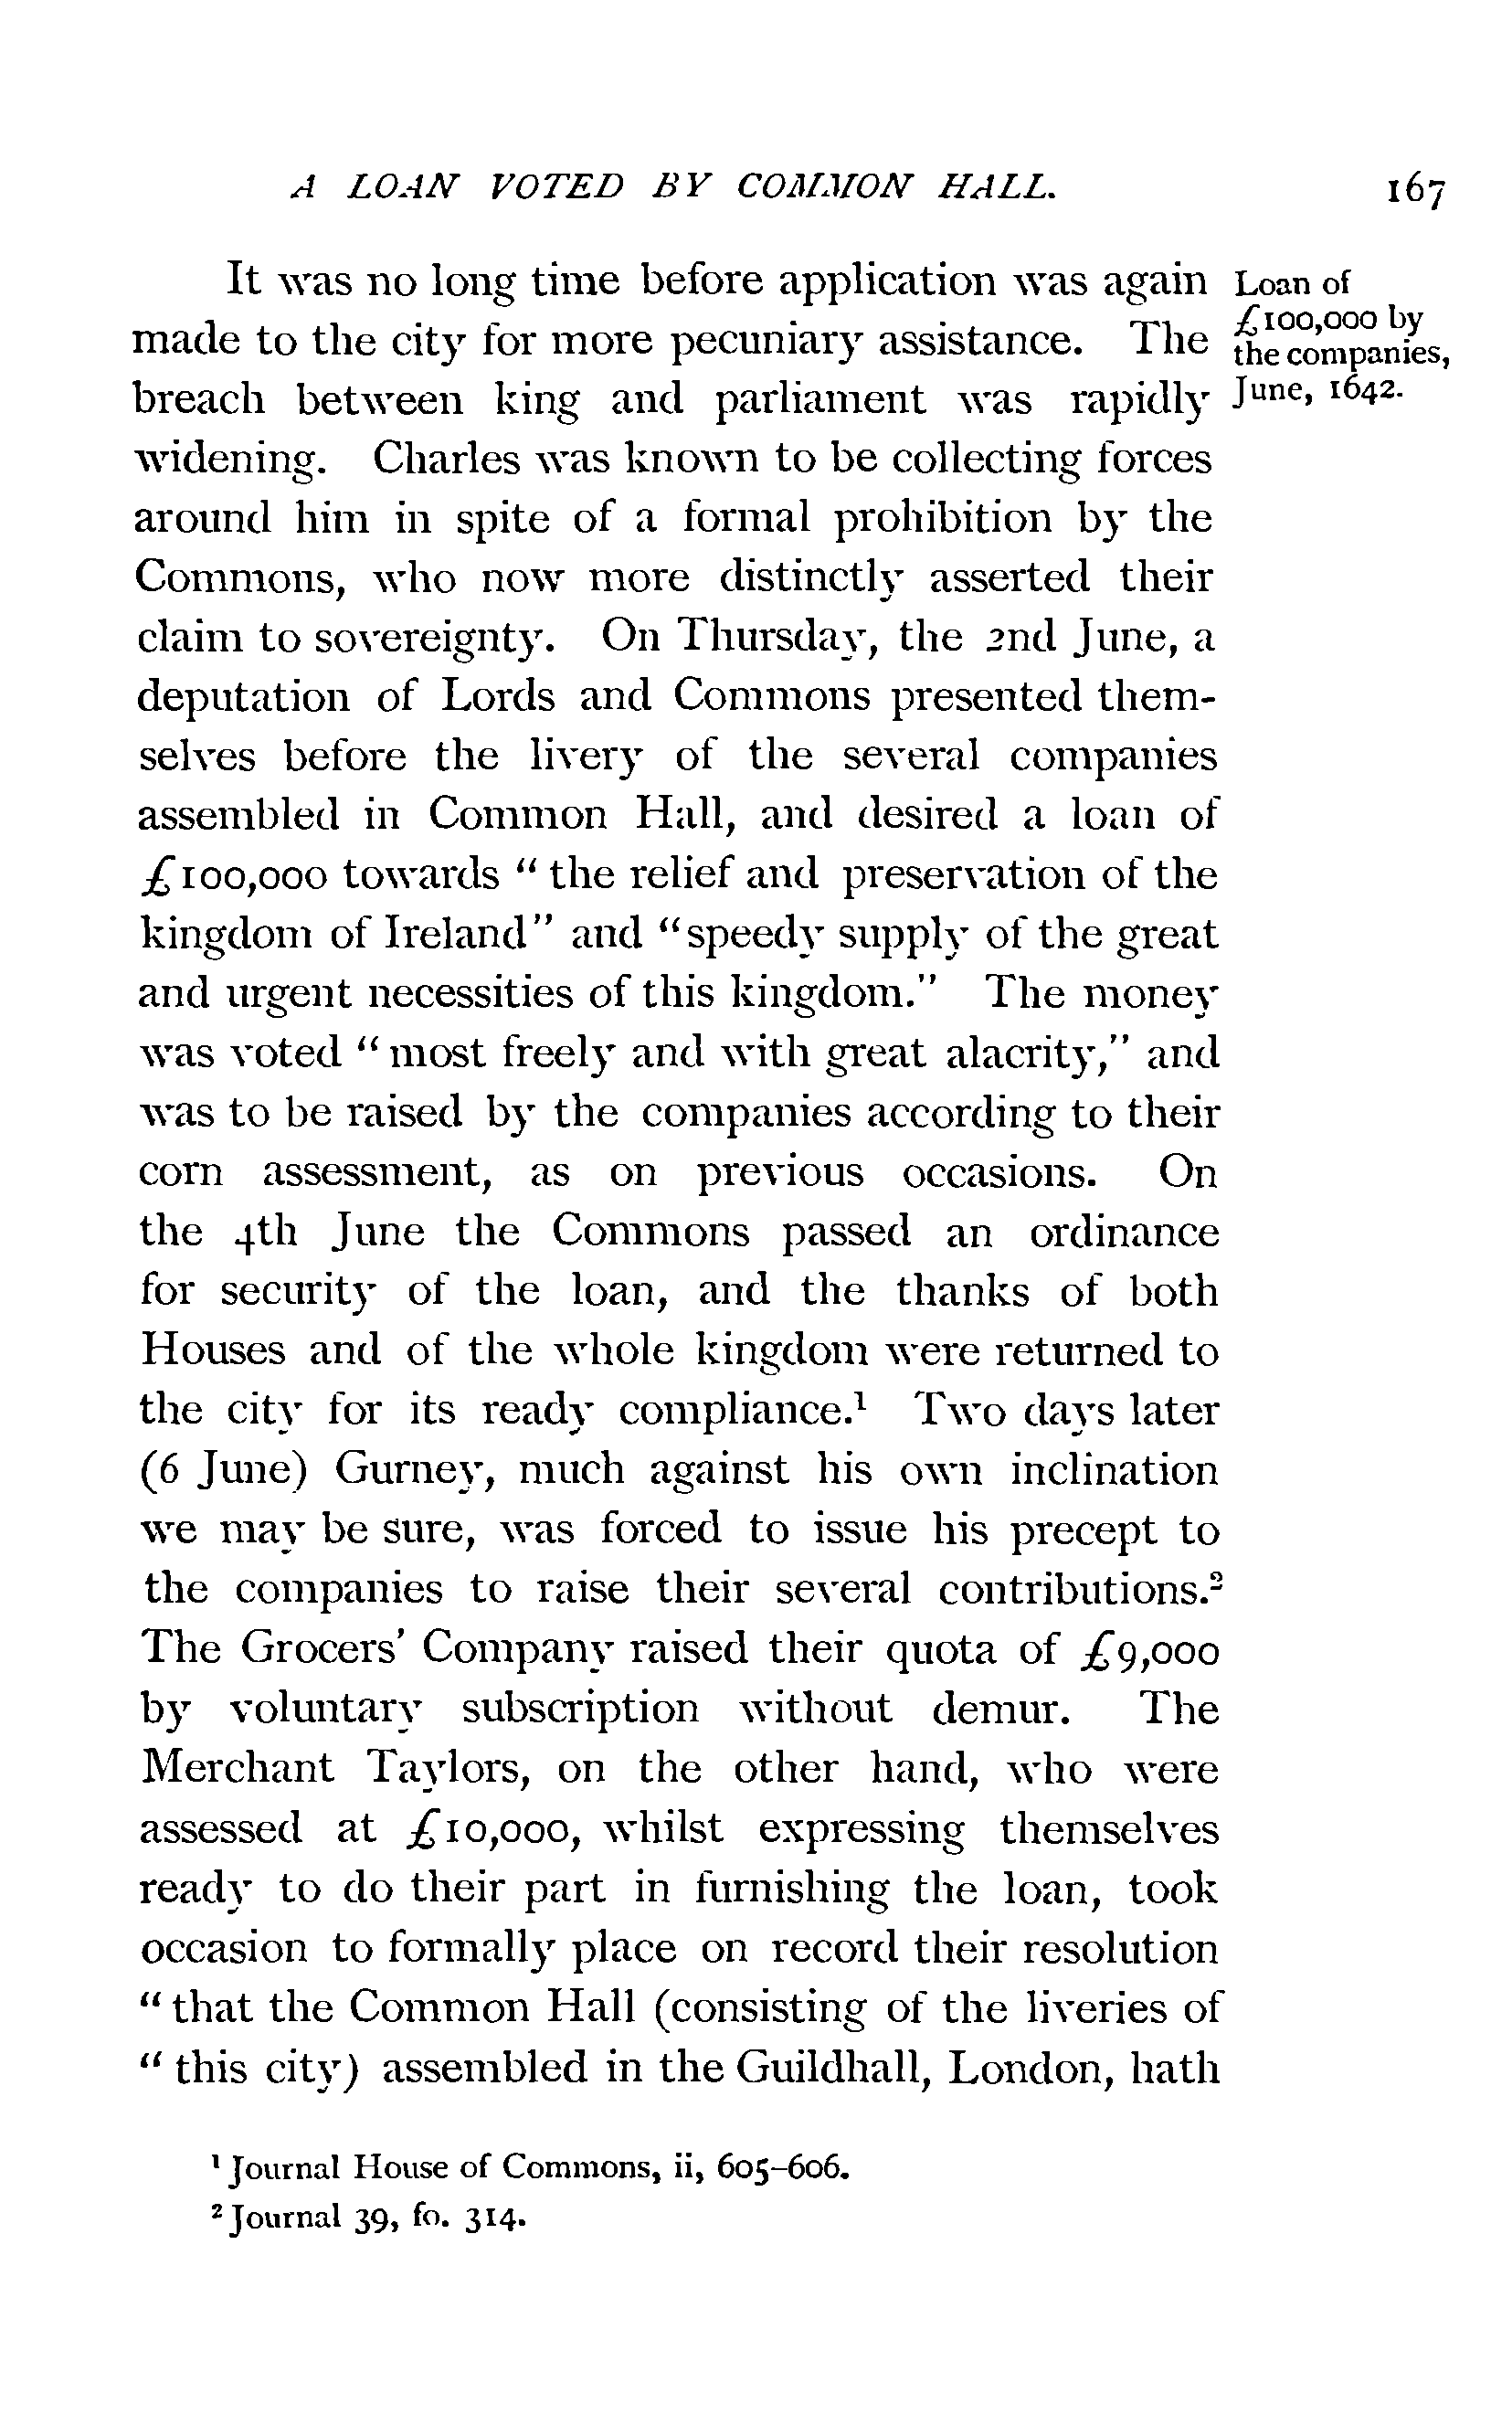 A LOAN VOTED BY COMMON HALL. 167
It was no long time before application was again
made to the city for more pecuniary assistance. The
breach between king and parliament was rapidly
widening. Charles was known to be collecting forces
around him in spite of a formal prohibition by the
Commons, who now more distinctly asserted their
claim to sovereignty. On Thursday, the 2nd June, a
deputation of Lords and Commons presented them-
selves before the livery of the several companies
assembled in Common Hall, and desired a loan of
£100,000 towards “ the relief and preservation of the
kingdom of Ireland” and “speedy supply of the great
and urgent necessities of this kingdom.” The money
was voted “ most freely and with great alacrity,” and
was to be raised by the companies according to their
corn assessment, as on previous occasions. On
the 4th June the Commons passed an ordinance
for security of the loan, and the thanks of both
Houses and of the whole kingdom were returned to
the city for its ready compliance.¹ Two days later
(6 June) Gurney, much against his own inclination
we may be sure, was forced to issue his precept to
the companies to raise their several contributions.²
The Grocers’ Company raised their quota of £9,000
by voluntary subscription without demur. The
Merchant Taylors, on the other hand, who were
assessed at £10,000, whilst expressing themselves
ready to do their part in furnishing the loan, took
occasion to formally place on record their resolution
“ that the Common Hall (consisting of the liveries of
“ this city) assembled in the Guildhall, London, hath
Loan of
£100,000 by
the companies,
June, 1642.
¹ Journal House of Commons, ii, 605–606.
² Journal 39, fo. 314.